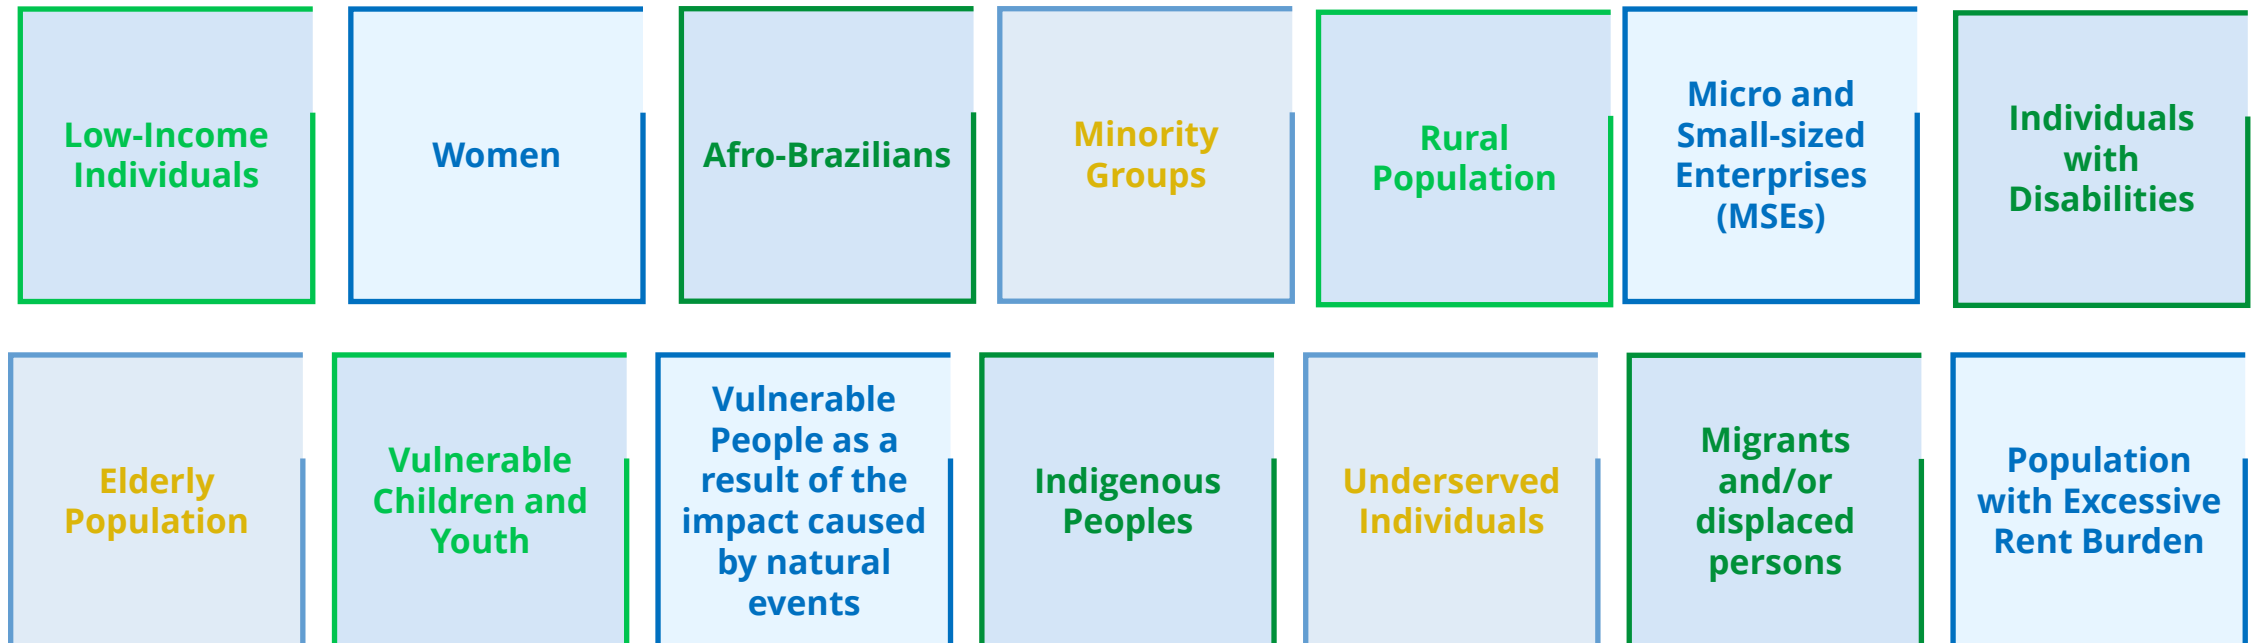 Low-Income
Individuals
Women
Afro-Brazilians
Minority
Groups
Rural
Population
Micro and
Small-sized
Enterprises
(MSEs)
Individuals
with
Disabilities
Elderly
Population
Vulnerable
Children and
Youth
Vulnerable
People as a
result of the
impact caused
by natural
events
Indigenous
Peoples
Underserved
Individuals
Migrants
and/or
displaced
persons
Population
with Excessive
Rent Burden